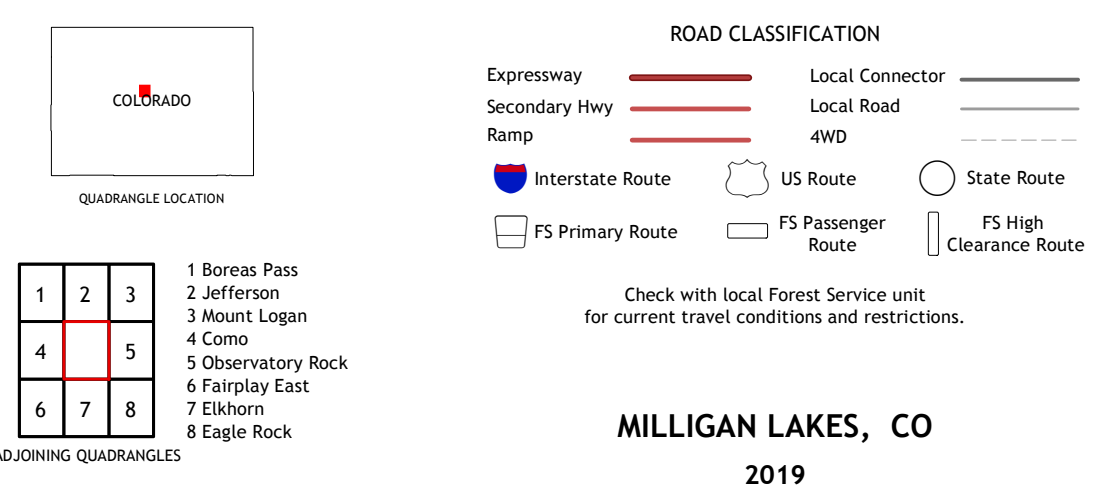 COLORADO
QUADRANGLE LOCATION
1 2 3
4 5
6 7 8
1 Boreas Pass
2 Jefferson
3 Mount Logan
4 Como
5 Observatory Rock
6 Fairplay East
7 Elkhorn
8 Eagle Rock
ADJOINING QUADRANGLES
ROAD CLASSIFICATION
Expressway
Secondary Hwy
Ramp
Local Connector
Local Road
4WD
Interstate Route
US Route
State Route
FS Primary Route
FS Passenger
Route
FS High
Clearance Route
Check with local Forest Service unit
for current travel conditions and restrictions.
MILLIGAN LAKES, CO
2019